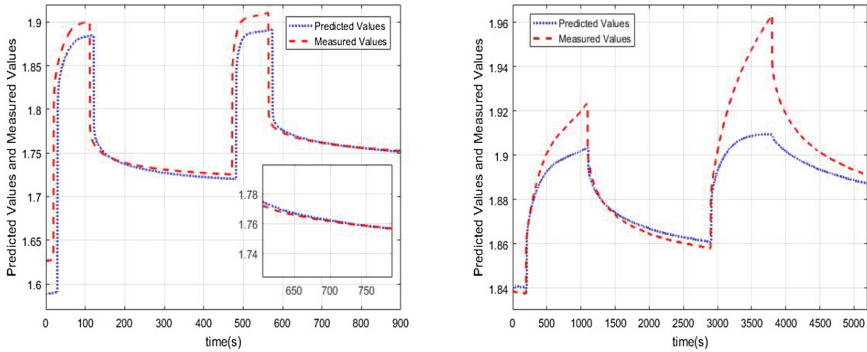 Predicted Values and Measured Values
1.9
1.85
1.8
1.75
1.7
1.65
1.6
Predicted Values
Measured Values
1.78
1.76
1.74
650 700 750
0 100 200 300 400 500 600 700 800 900
time(s)
Predicted Values and Measured Values
1.96
1.94
1.92
1.9
1.88
1.86
1.84
Predicted Values
Measured Values
0 500 1000 1500 2000 2500 3000 3500 4000 4500 5000
time(s)